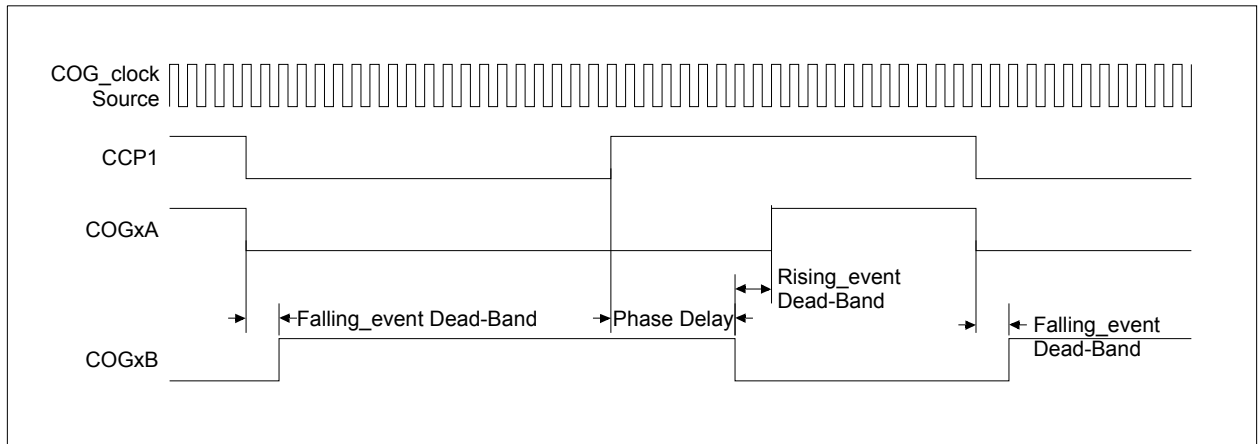 COG_clock
Source
CCP1
COGxA
Rising_event
Dead-Band
Falling_event Dead-Band
Phase Delay
Falling_event
Dead-Band
COGxB